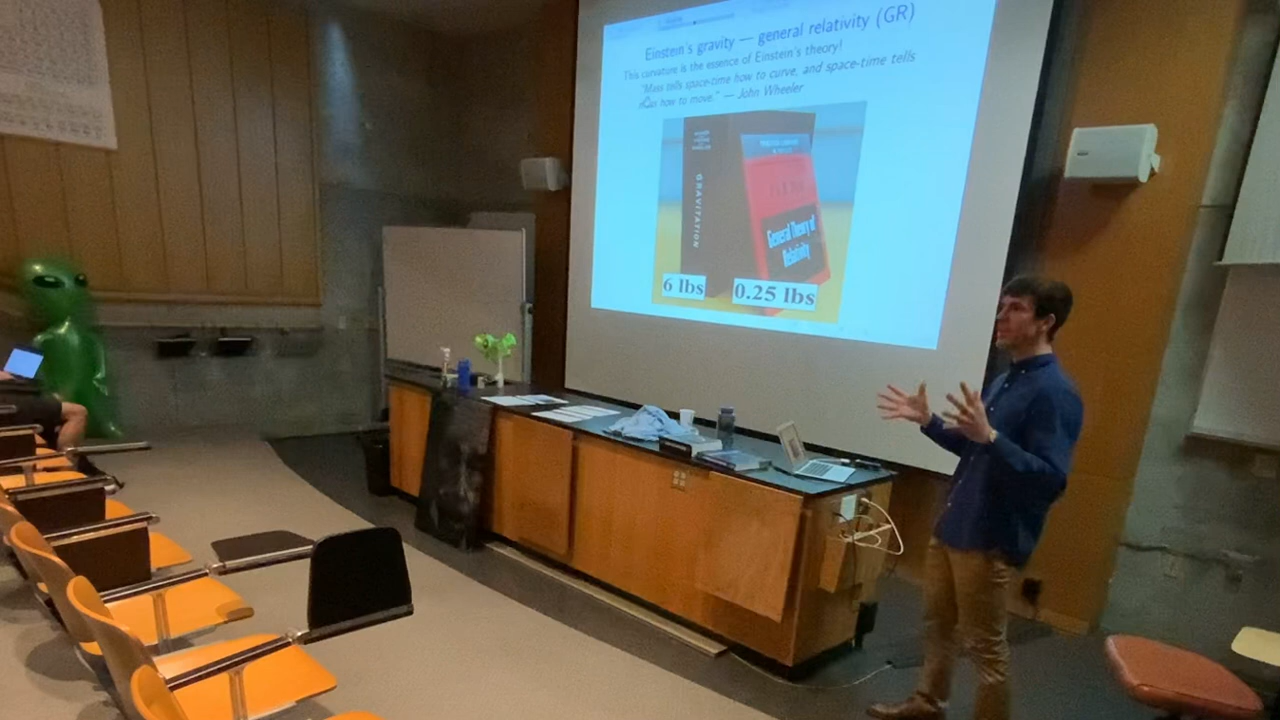 Einstein's gravity — general relativity (GR)
This curvature is the essence of Einstein's theory!
"Mass tells space-time how to curve, and space-time tells
how to move." — John Wheeler
GRAVITATION
General Theory of
Relativity
6 lbs
0.25 lbs